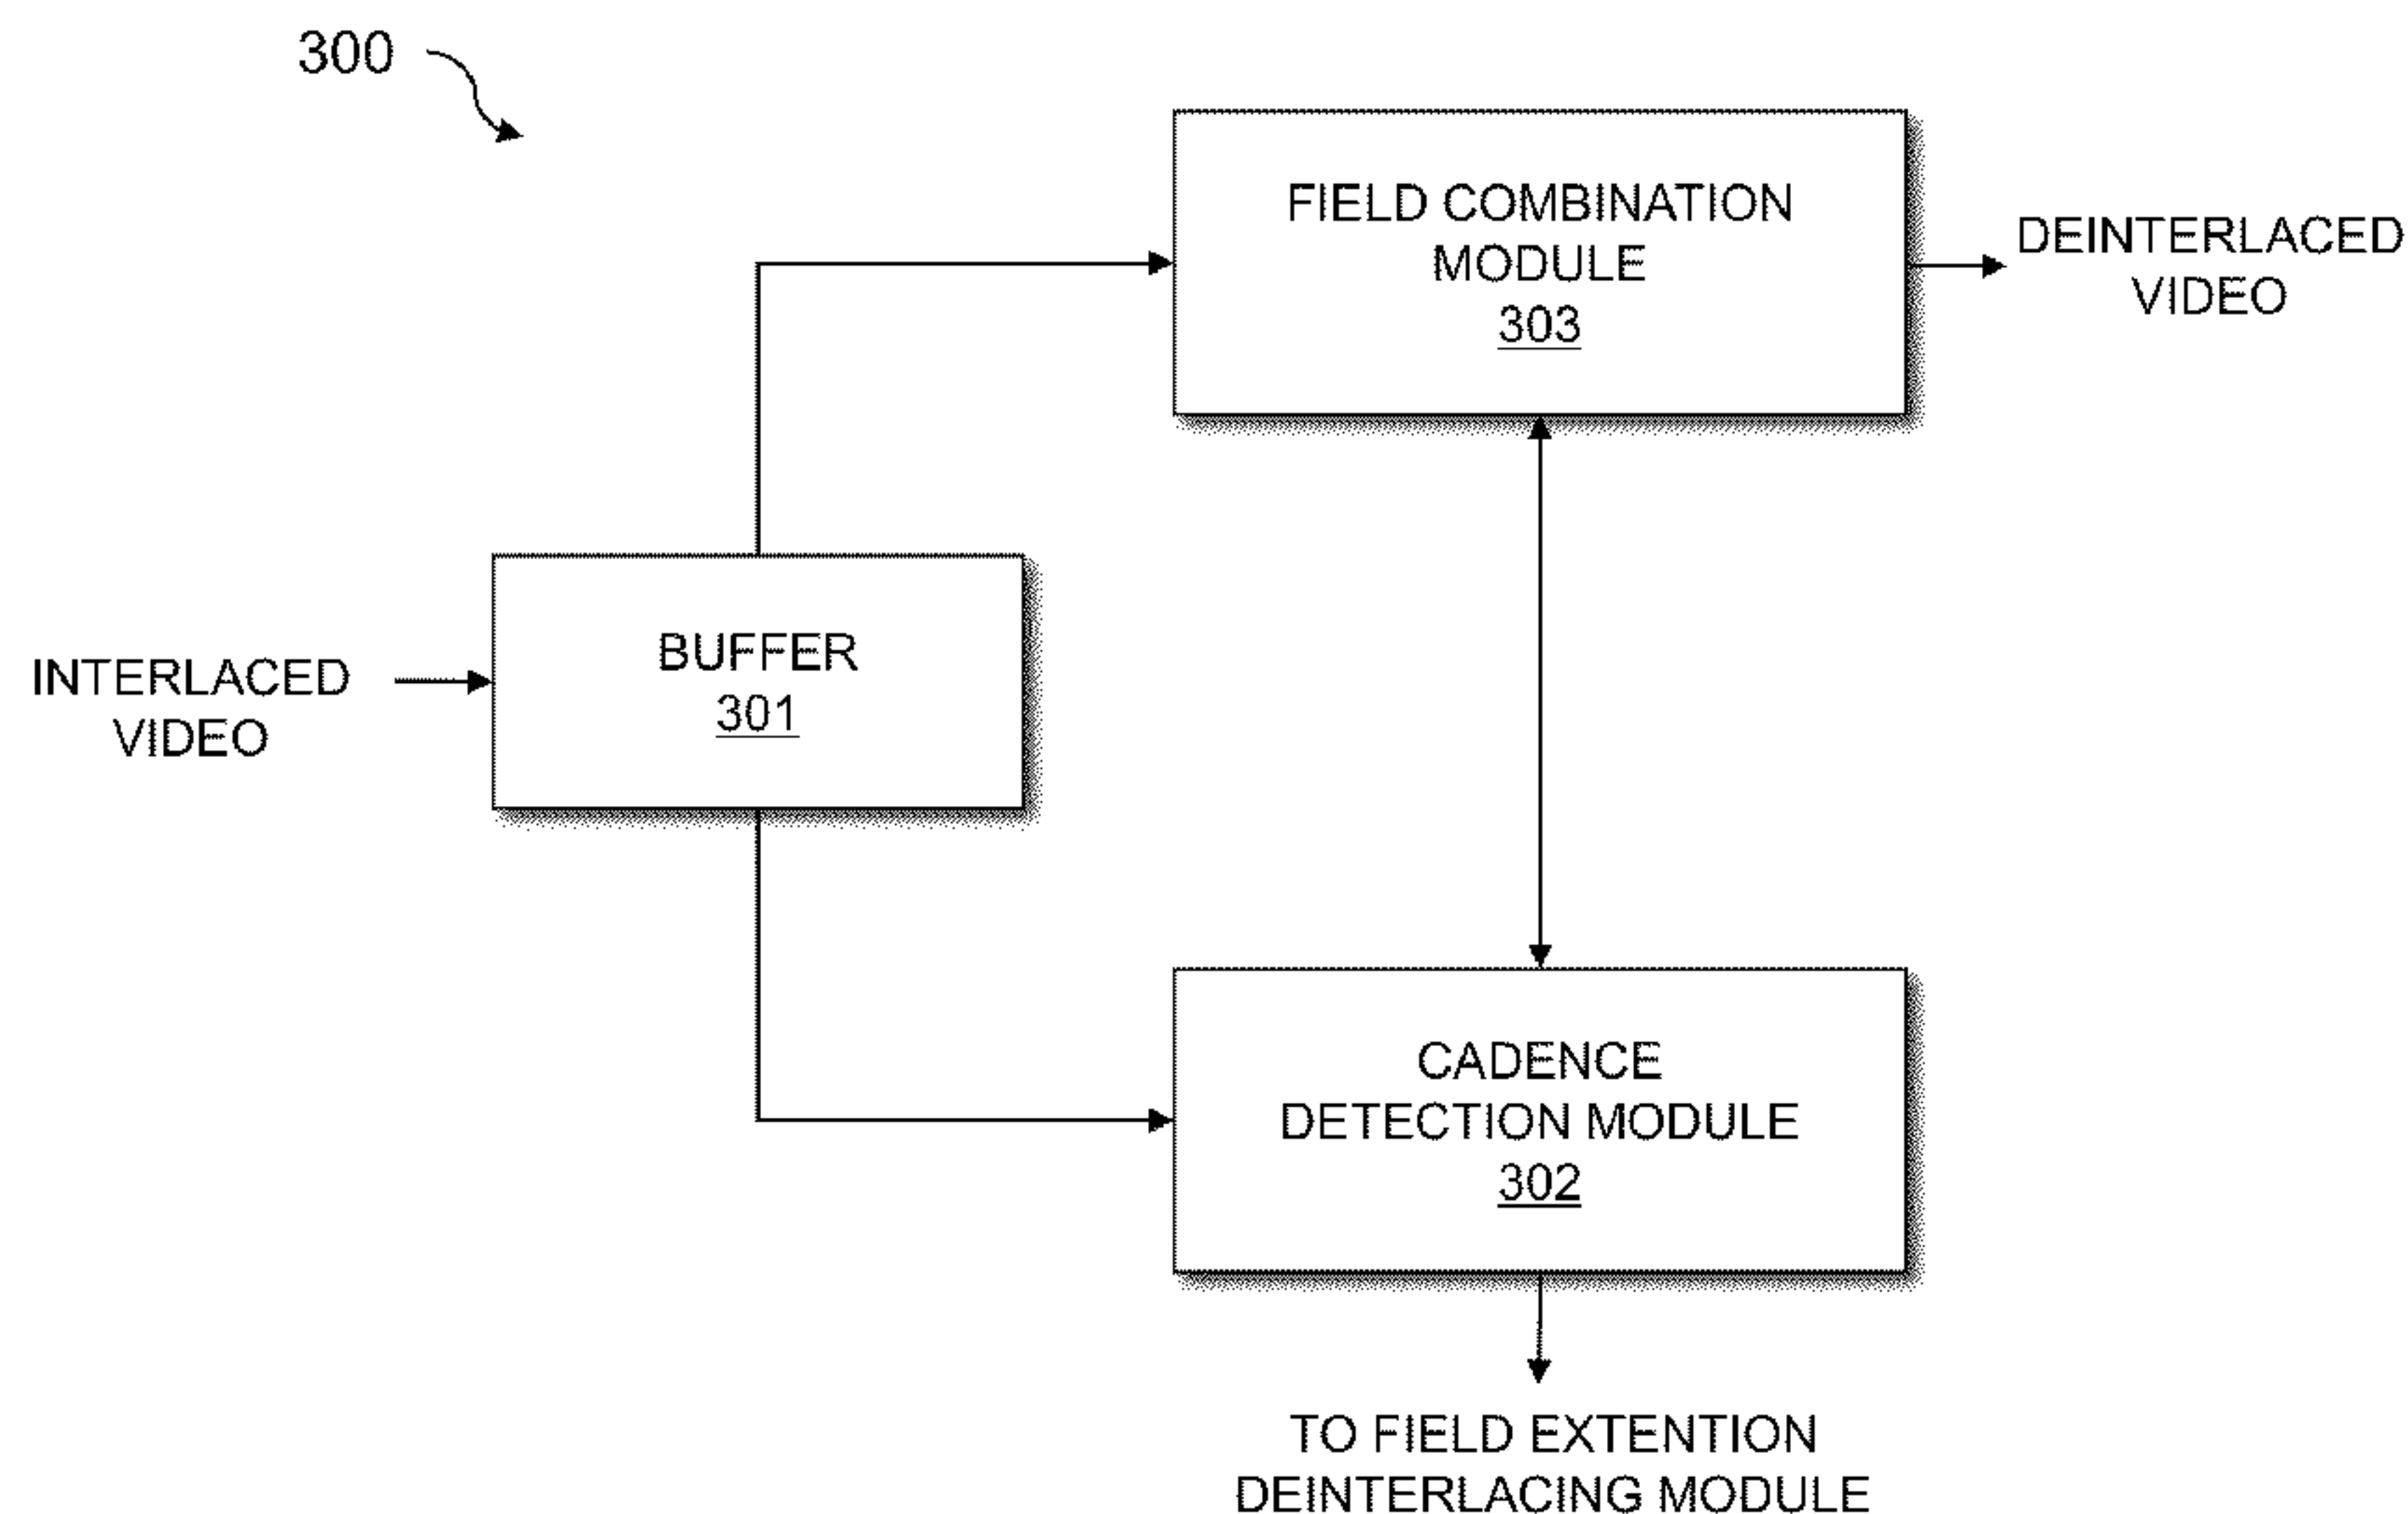 300
FIELD COMBINATION
MODULE
303
DEINTERLACED
VIDEO
BUFFER
301
INTERLACED
VIDEO
CADENCE
DETECTION MODULE
302
TO FIELD EXTENTION
DEINTERLACING MODULE